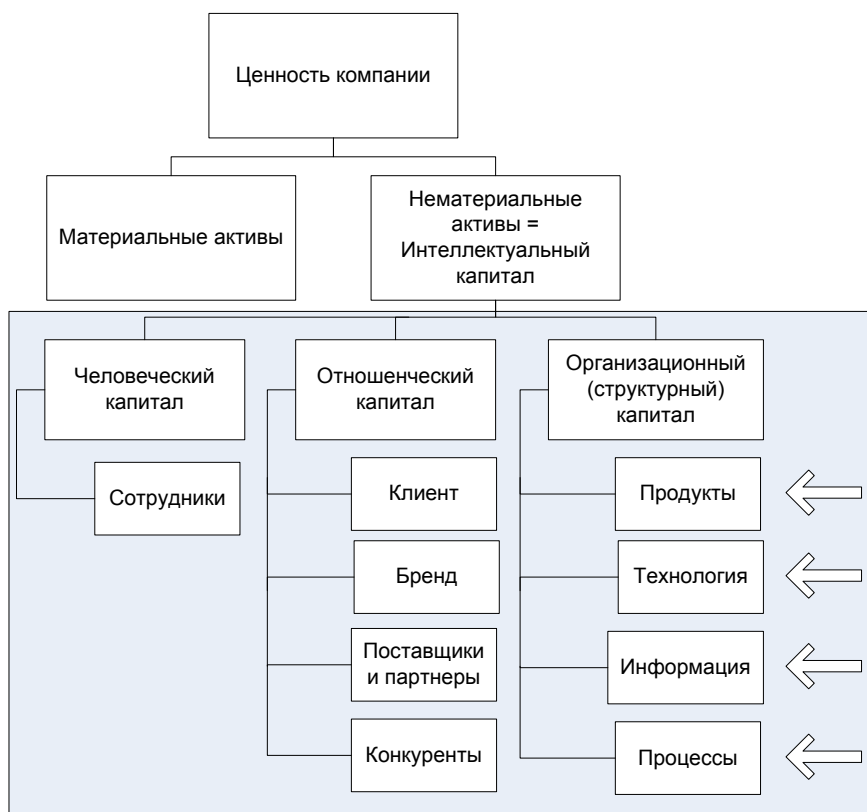 Ценность компании
Материальные активы
Нематериальные
активы =
Интеллектуальный
капитал
Человеческий
капитал
Отношенческий
капитал
Организационный
(структурный)
капитал
Сотрудники
Клиент
Продукты
Бренд
Технология
Поставщики
и партнеры
Информация
Конкуренты
Процессы